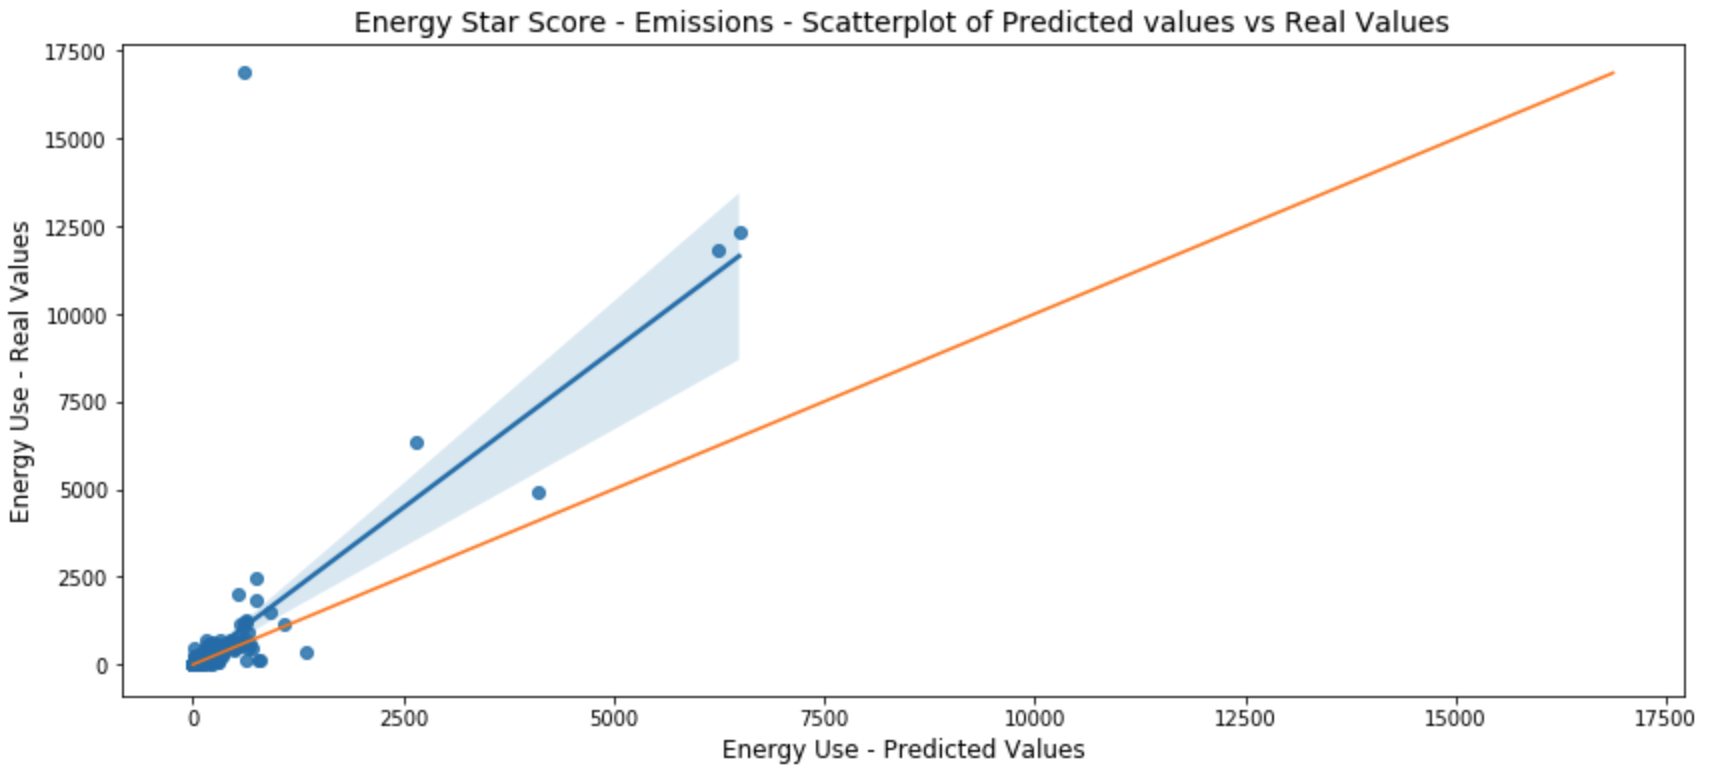 Energy Star Score - Emissions - Scatterplot of Predicted values vs Real Values
17500
15000
12500
10000
7500
5000
2500
0
Energy Use - Real Values
0 2500 5000 7500 10000 12500 15000 17500
Energy Use - Predicted Values